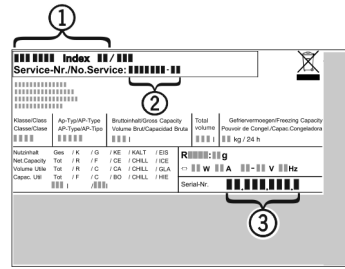 1
Index /
Service-Nr./No.Service: -
2
Klasse/Class Ap-Typ/AP-Type Bruttoinhalt/Gross Capacity Total Gefriervermoegen/Freezing Capacity
Classe/Clase AP-Type/AP-Tipo Volume Brut/Capacidad Bruta volume Pouvoir de Congel./Capac.Congeladora
l l kg / 24 h
Nutzinhalt Ges / R / G / KE / KALT / EIS
Net.Capacity Tot / R / F / CE / CHILL / ICE
Volume Utile Tot / R / C / CA / CHILL / GLA
Capac. Util Tot / F / C / BO / CHILL / HIE
l / l
R : g
W A - V Hz
Serial-Nr. . . .
3